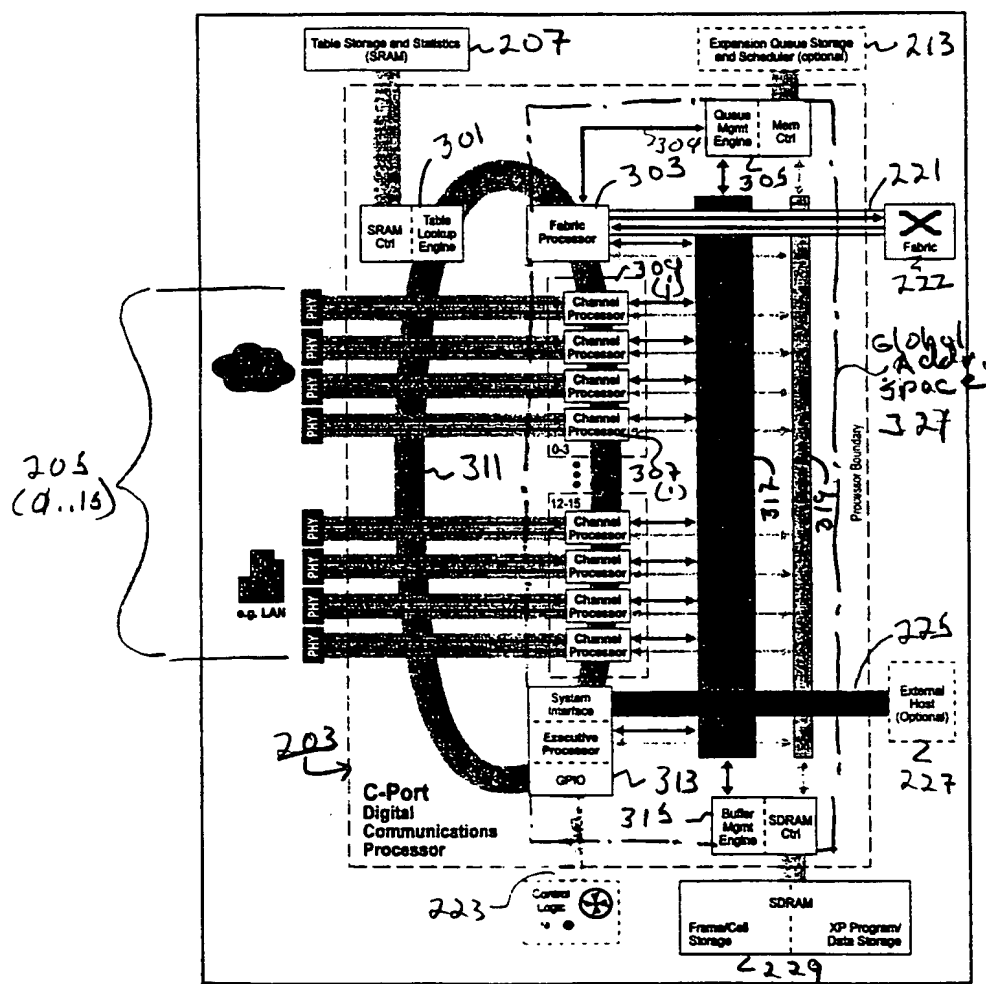 Table Storage and Statistics
(SRAM)
207
Expansion Queue Storage
and Scheduler (optional)
213
Queue
Mgmt
Engine
Mem
Ctrl
304
305
301
303
221
SRAM
Ctrl
Table
Lookup
Engine
Fabric
Processor
Fabric
222
309
(j)
PHY
Channel
Processor
PHY
Channel
Processor
PHY
Channel
Processor
PHY
Channel
Processor
0-3
307
(i)
Global
Addr.
Space
327
205
(0..15)
311
317
319
Processor Boundary
12-15
PHY
Channel
Processor
PHY
Channel
Processor
e.g. LAN
PHY
Channel
Processor
PHY
Channel
Processor
225
System
Interface
Executive
Processor
GPIO
External
Host
(Optional)
227
203
313
C-Port
Digital
Communications
Processor
315
Buffer
Mgmt
Engine
SDRAM
Ctrl
223
Control
Logic
SDRAM
Frame/Cell
Storage
XP Program/
Data Storage
229